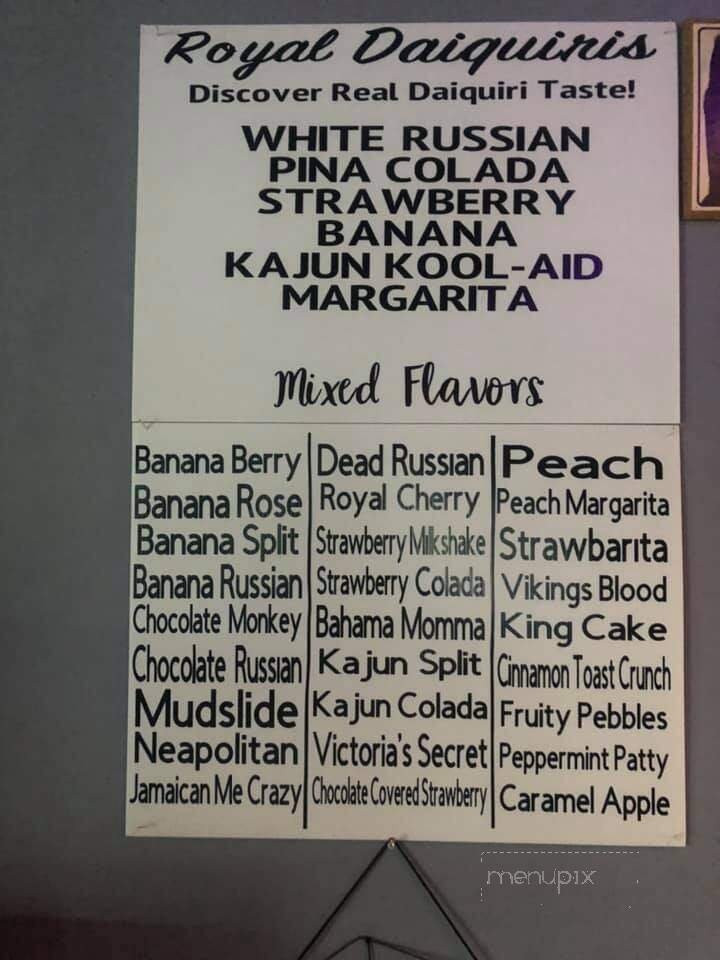 Royal Daiquiris
Discover Real Daiquiri Taste!
WHITE RUSSIAN
PINA COLADA
STRAWBERRY
BANANA
KAJUN KOOL-AID
MARGARITA
Mixed Flavors
Banana Berry
Banana Rose
Banana Split
Banana Russian
Chocolate Monkey
Chocolate Russian
Mudslide
Neapolitan
Jamaican Me Crazy
Dead Russian
Royal Cherry
Strawberry Milkshake
Strawberry Colada
Bahama Momma
Kajun Split
Kajun Colada
Victoria's Secret
Chocolate Covered Strawberry
Peach
Peach Margarita
Strawbarita
Vikings Blood
King Cake
Cinnamon Toast Crunch
Fruity Pebbles
Peppermint Patty
Caramel Apple
menupix